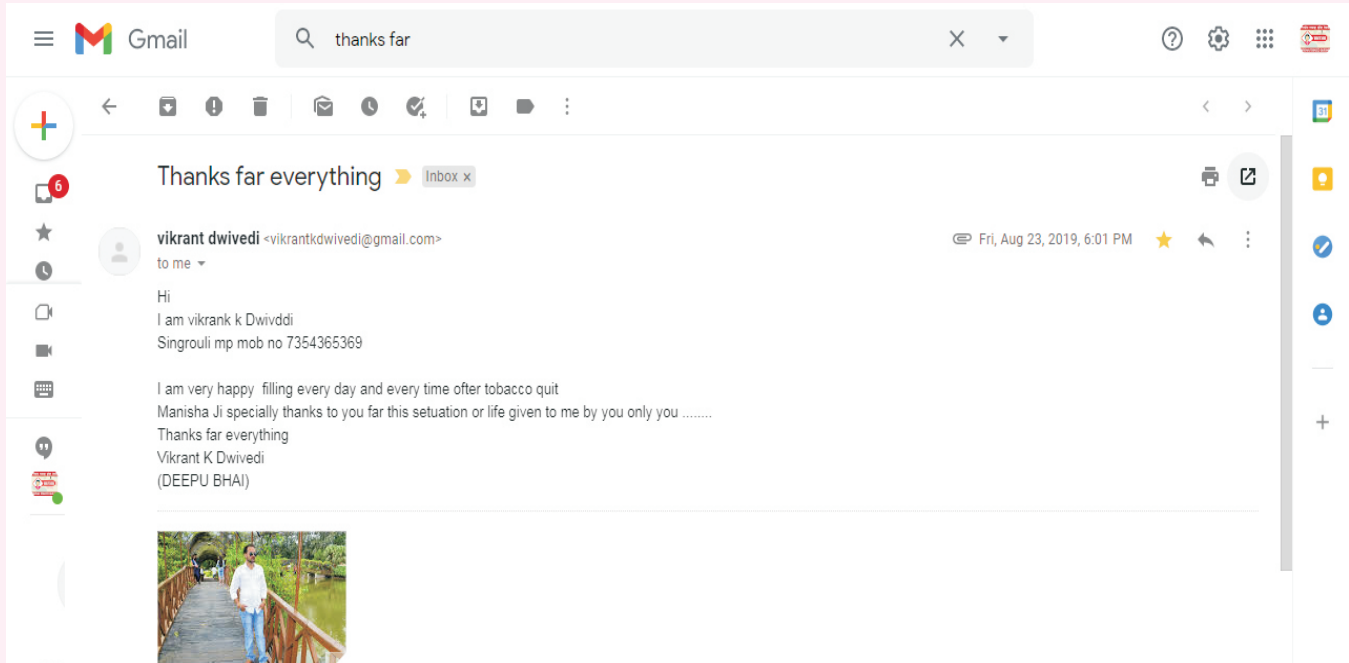 Gmail
thanks far
31
Thanks far everything
Inbox x
6
vikrant dwivedi <vikrantkdwivedi@gmail.com>
Fri, Aug 23, 2019, 6:01 PM
to me
Hi
I am vikrank k Dwivddi
Singrouli mp mob no 7354365369
I am very happy filling every day and every time ofter tobacco quit
Manisha Ji specially thanks to you far this setuation or life given to me by you only you ........
Thanks far everything
Vikrant K Dwivedi
(DEEPU BHAI)